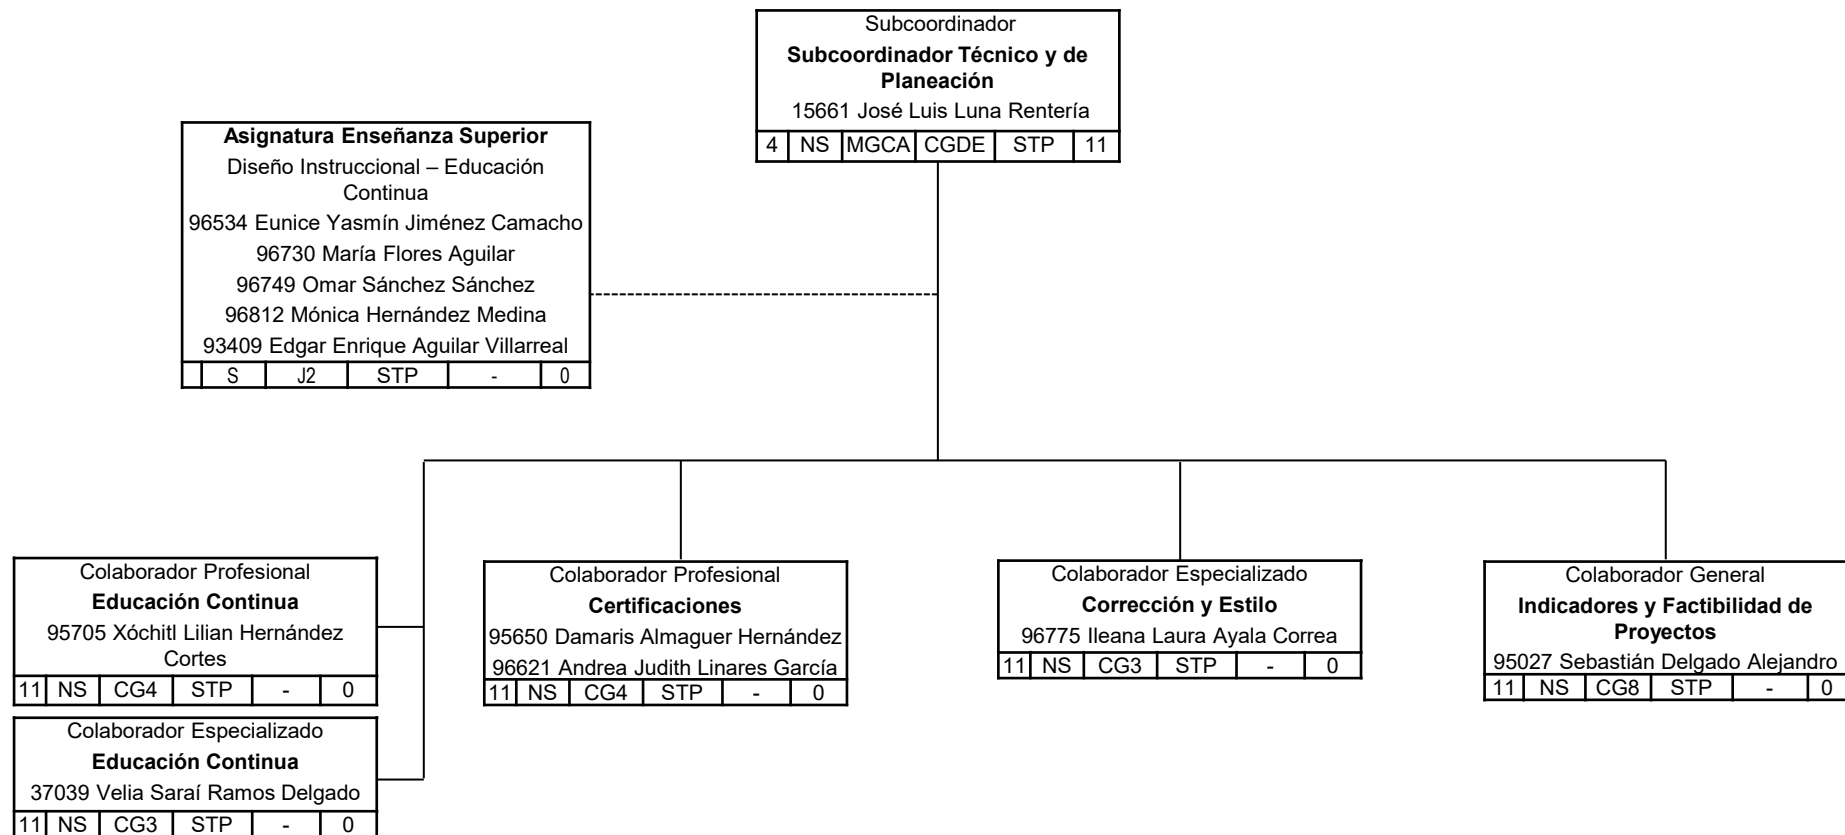 Subcoordinador
Subcoordinador Técnico y de
Planeación
15661 José Luis Luna Rentería
4 NS MGCA CGDE STP 11
Asignatura Enseñanza Superior
Diseño Instruccional – Educación
Continua
96534 Eunice Yasmín Jiménez Camacho
96730 María Flores Aguilar
96749 Omar Sánchez Sánchez
96812 Mónica Hernández Medina
93409 Edgar Enrique Aguilar Villarreal
S J2 STP - 0
Colaborador Profesional
Educación Continua
95705 Xóchitl Lilian Hernández
Cortes
11 NS CG4 STP - 0
Colaborador Especializado
Educación Continua
37039 Velia Saraí Ramos Delgado
11 NS CG3 STP - 0
Colaborador Profesional
Certificaciones
95650 Damaris Almaguer Hernández
96621 Andrea Judith Linares García
11 NS CG4 STP - 0
Colaborador Especializado
Corrección y Estilo
96775 Ileana Laura Ayala Correa
11 NS CG3 STP - 0
Colaborador General
Indicadores y Factibilidad de
Proyectos
95027 Sebastián Delgado Alejandro
11 NS CG8 STP - 0